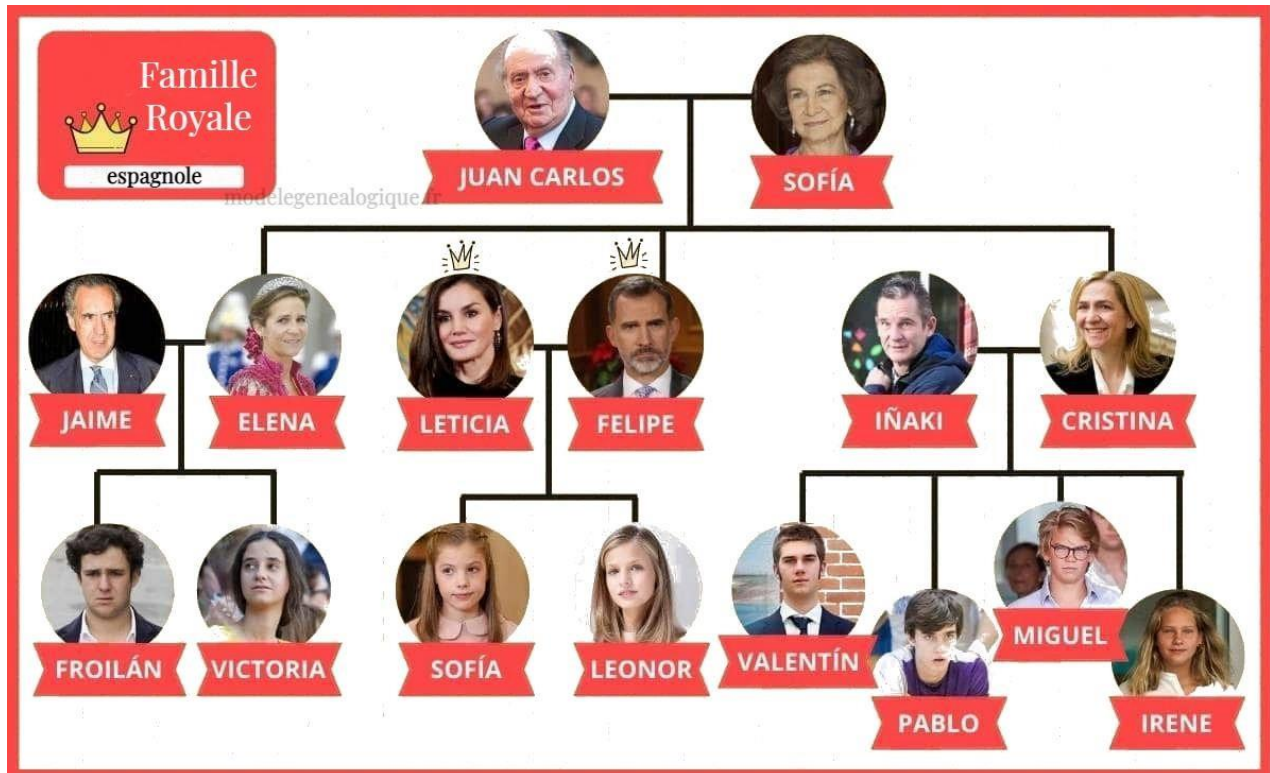 Famille
Royale
espagnole
modelegenealogique.fr
JUAN CARLOS
SOFÍA
JAIME
ELENA
LETICIA
FELIPE
IÑAKI
CRISTINA
FROILÁN
VICTORIA
SOFÍA
LEONOR
VALENTÍN
PABLO
MIGUEL
IRENE